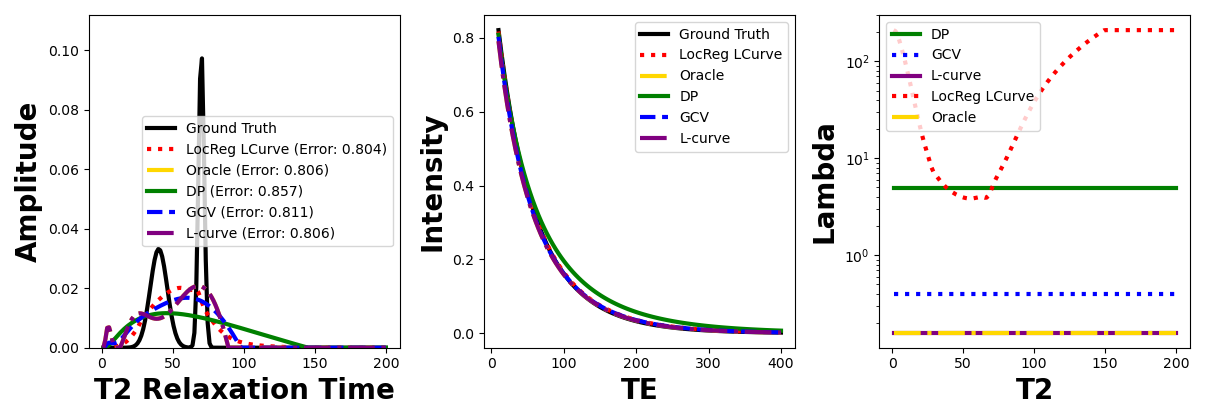 Amplitude
0.10
0.08
0.06
0.04
0.02
0.00
Ground Truth
LocReg LCurve (Error: 0.804)
Oracle (Error: 0.806)
DP (Error: 0.857)
GCV (Error: 0.811)
L-curve (Error: 0.806)
0 50 100 150 200
T2 Relaxation Time
Intensity
0.8
0.6
0.4
0.2
0.0
Ground Truth
LocReg LCurve
Oracle
DP
GCV
L-curve
0 100 200 300 400
TE
Lambda
10²
10¹
10⁰
DP
GCV
L-curve
LocReg LCurve
Oracle
0 50 100 150 200
T2